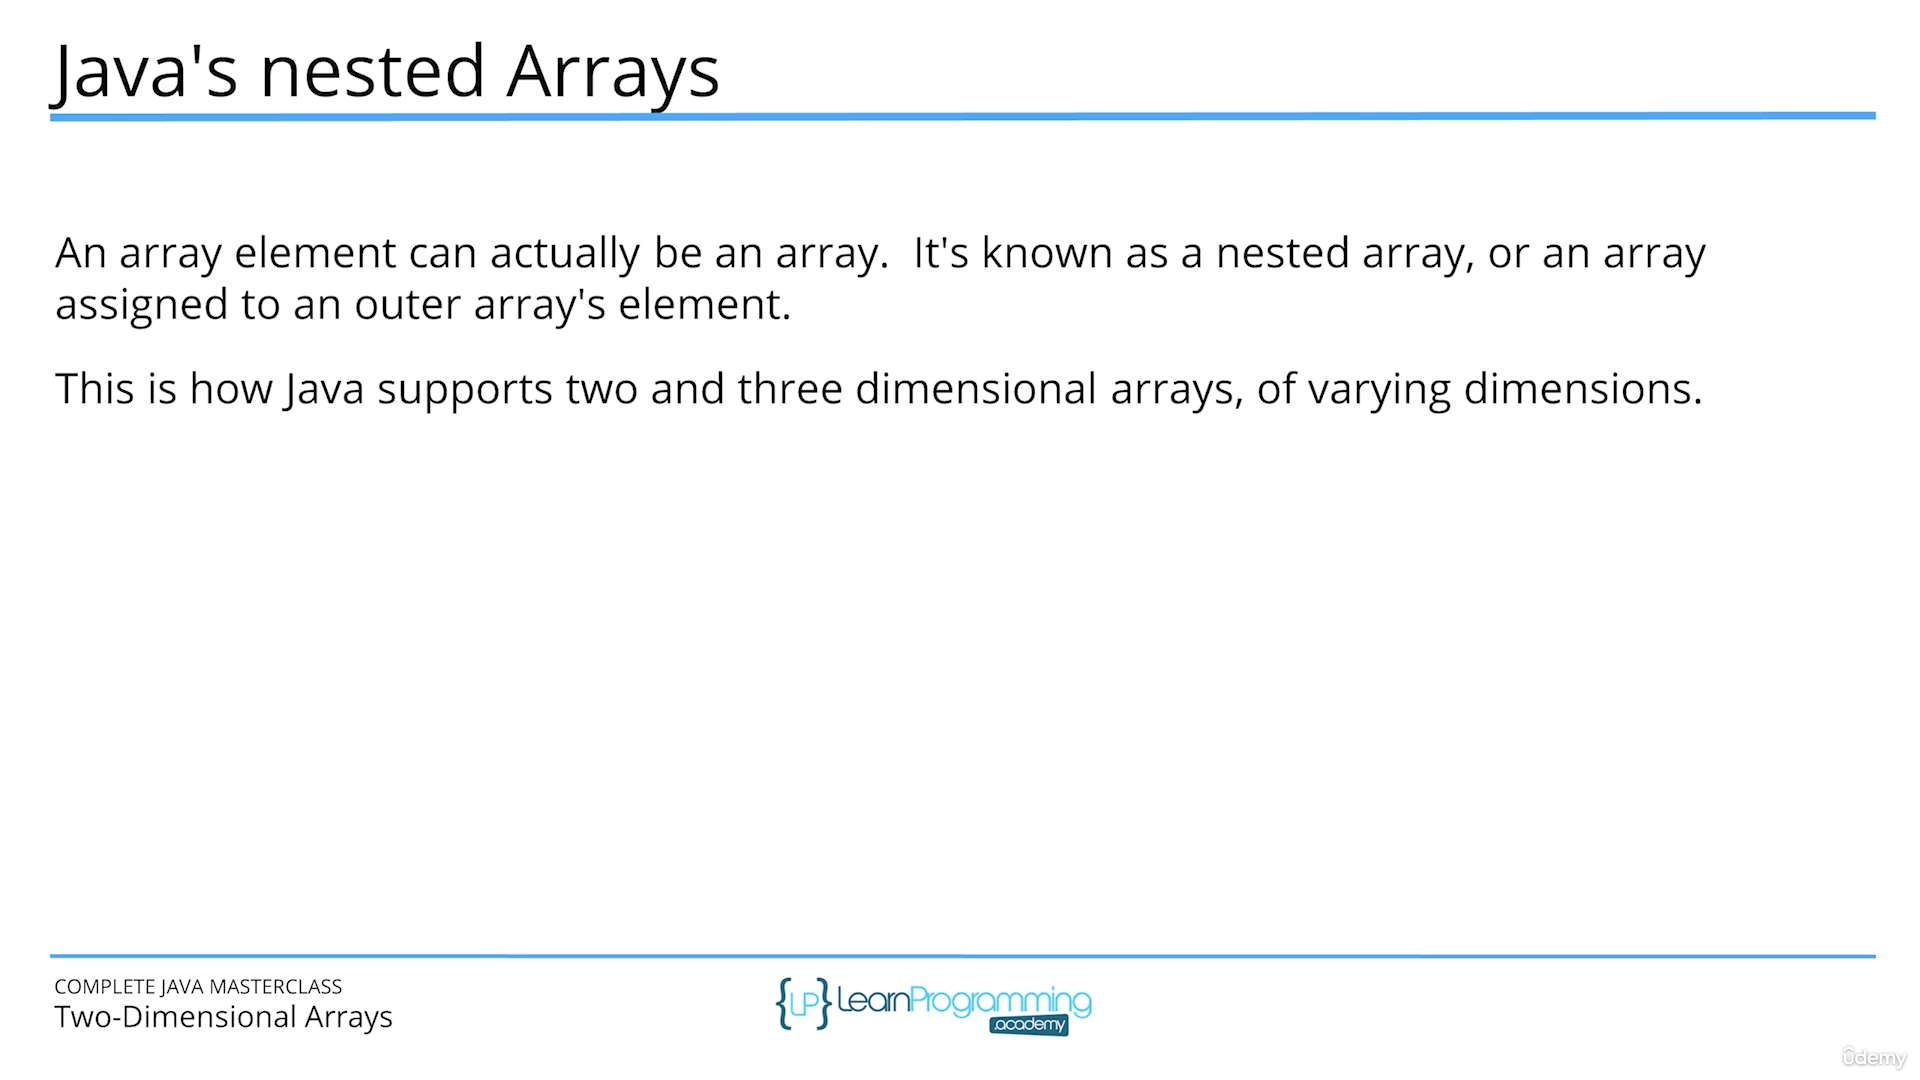 Java's nested Arrays
An array element can actually be an array.  It's known as a nested array, or an array
assigned to an outer array's element.
This is how Java supports two and three dimensional arrays, of varying dimensions.
COMPLETE JAVA MASTERCLASS
Two-Dimensional Arrays
{LP} LearnProgramming
.academy
ûdemy